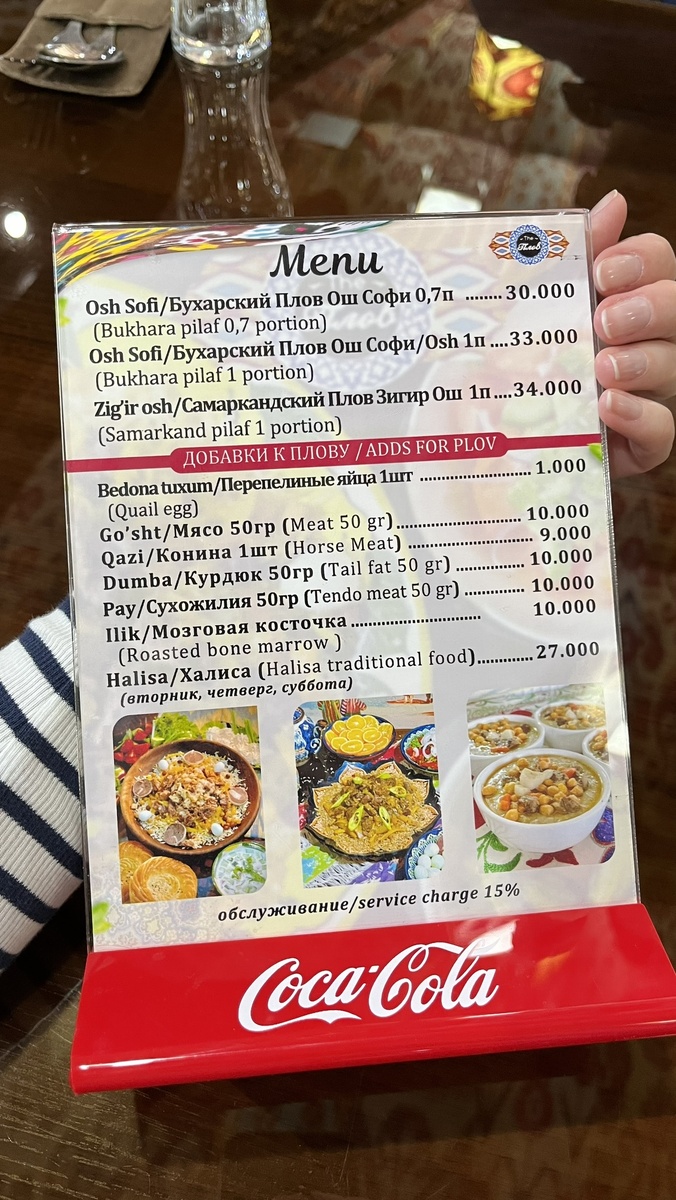 Menu
The
Плов
Osh Sofi/Бухарский Плов Ош Софи 0,7п ........30.000
(Bukhara pilaf 0,7 portion)
Osh Sofi/Бухарский Плов Ош Софи/Osh 1п ....33.000
(Bukhara pilaf 1 portion)
Zig'ir osh/Самаркандский Плов Зигир Ош 1п....34.000
(Samarkand pilaf 1 portion)
ДОБАВКИ К ПЛОВУ / ADDS FOR PLOV
Bedona tuxum/Перепелиные яйца 1шт ........................ 1.000
(Quail egg)
Go'sht/Мясо 50гр (Meat 50 gr)........................... 10.000
Qazi/Конина 1шт (Horse Meat) ........................... 9.000
Dumba/Курдюк 50гр (Tail fat 50 gr) ............... 10.000
Pay/Сухожилия 50гр (Tendo meat 50 gr) ............. 10.000
Ilik/Мозговая косточка ............................ 10.000
(Roasted bone marrow )
Halisa/Халиса (Halisa traditional food)............27.000
(вторник, четверг, суббота)
обслуживание/service charge 15%
Coca-Cola